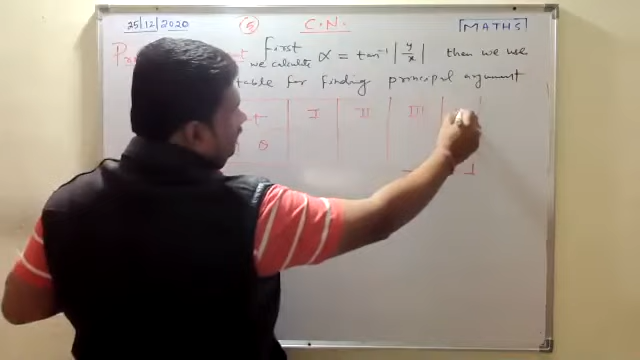 25/12/2020 5 C.N. [MATHS]
First we calculate α = tan⁻¹ |y/x| then we use
table for finding principal argument
I II III
θ